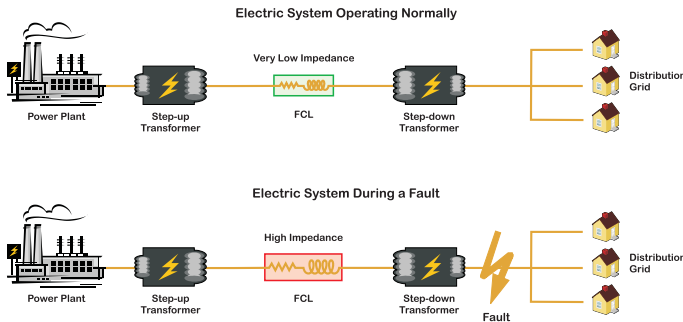 Electric System Operating Normally
Very Low Impedance
Power Plant
Step-up
Transformer
FCL
Step-down
Transformer
Distribution
Grid
Electric System During a Fault
High Impedance
Power Plant
Step-up
Transformer
FCL
Step-down
Transformer
Fault
Distribution
Grid